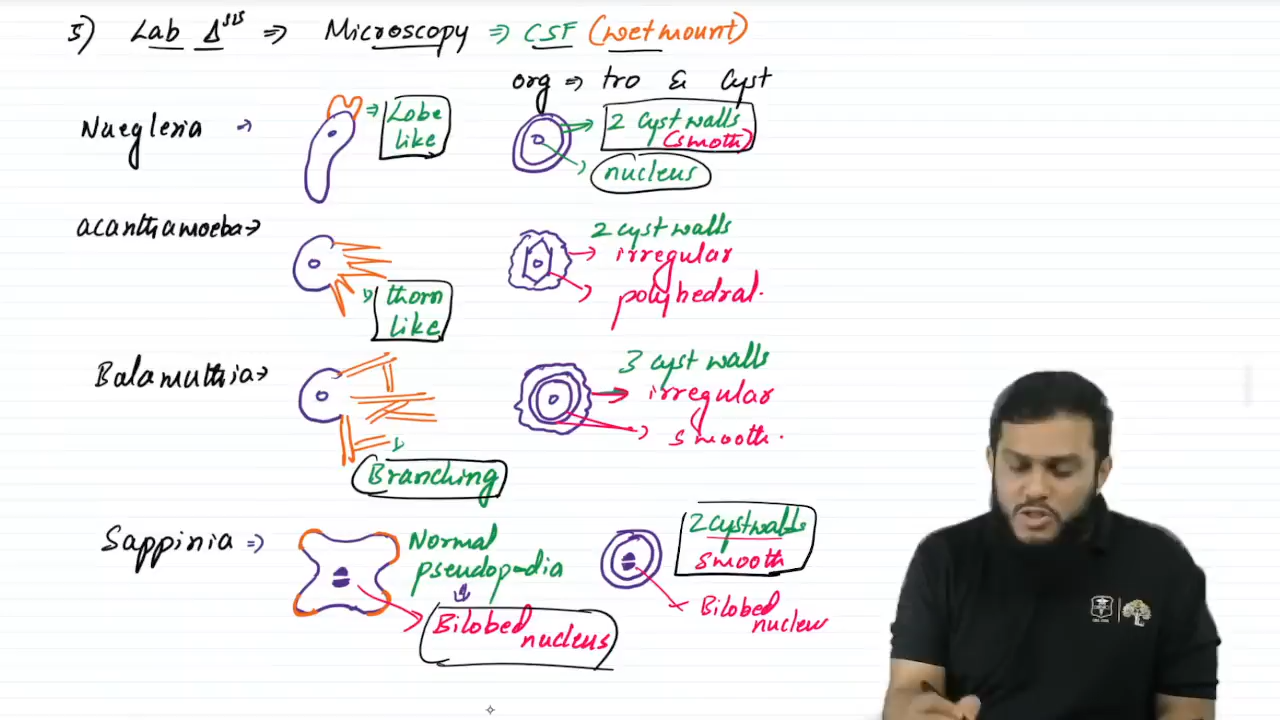 5) Lab Δsis ⇒ Microscopy ⇒ CSF (wet mount)
org ⇒ tro & Cyst
Nuegleria → Lobe like 2 Cyst walls (smoth)
nucleus
acanthamoeba → 2 cyst walls
irregular
thorn like polyhedral.
Balamuthia → 3 cyst walls
irregular
smooth.
Branching
Sappinia ⇒ Normal pseudopodia 2 cyst walls smooth
Bilobed nucleus Bilobed nucleus